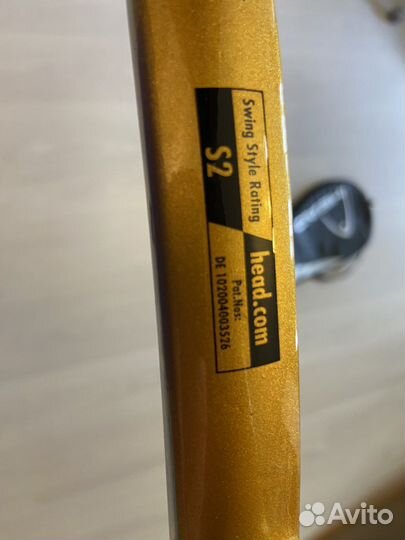 Swing Style Rating
S2
head.com
Pat.Nos:
DE 102004003526
Avito